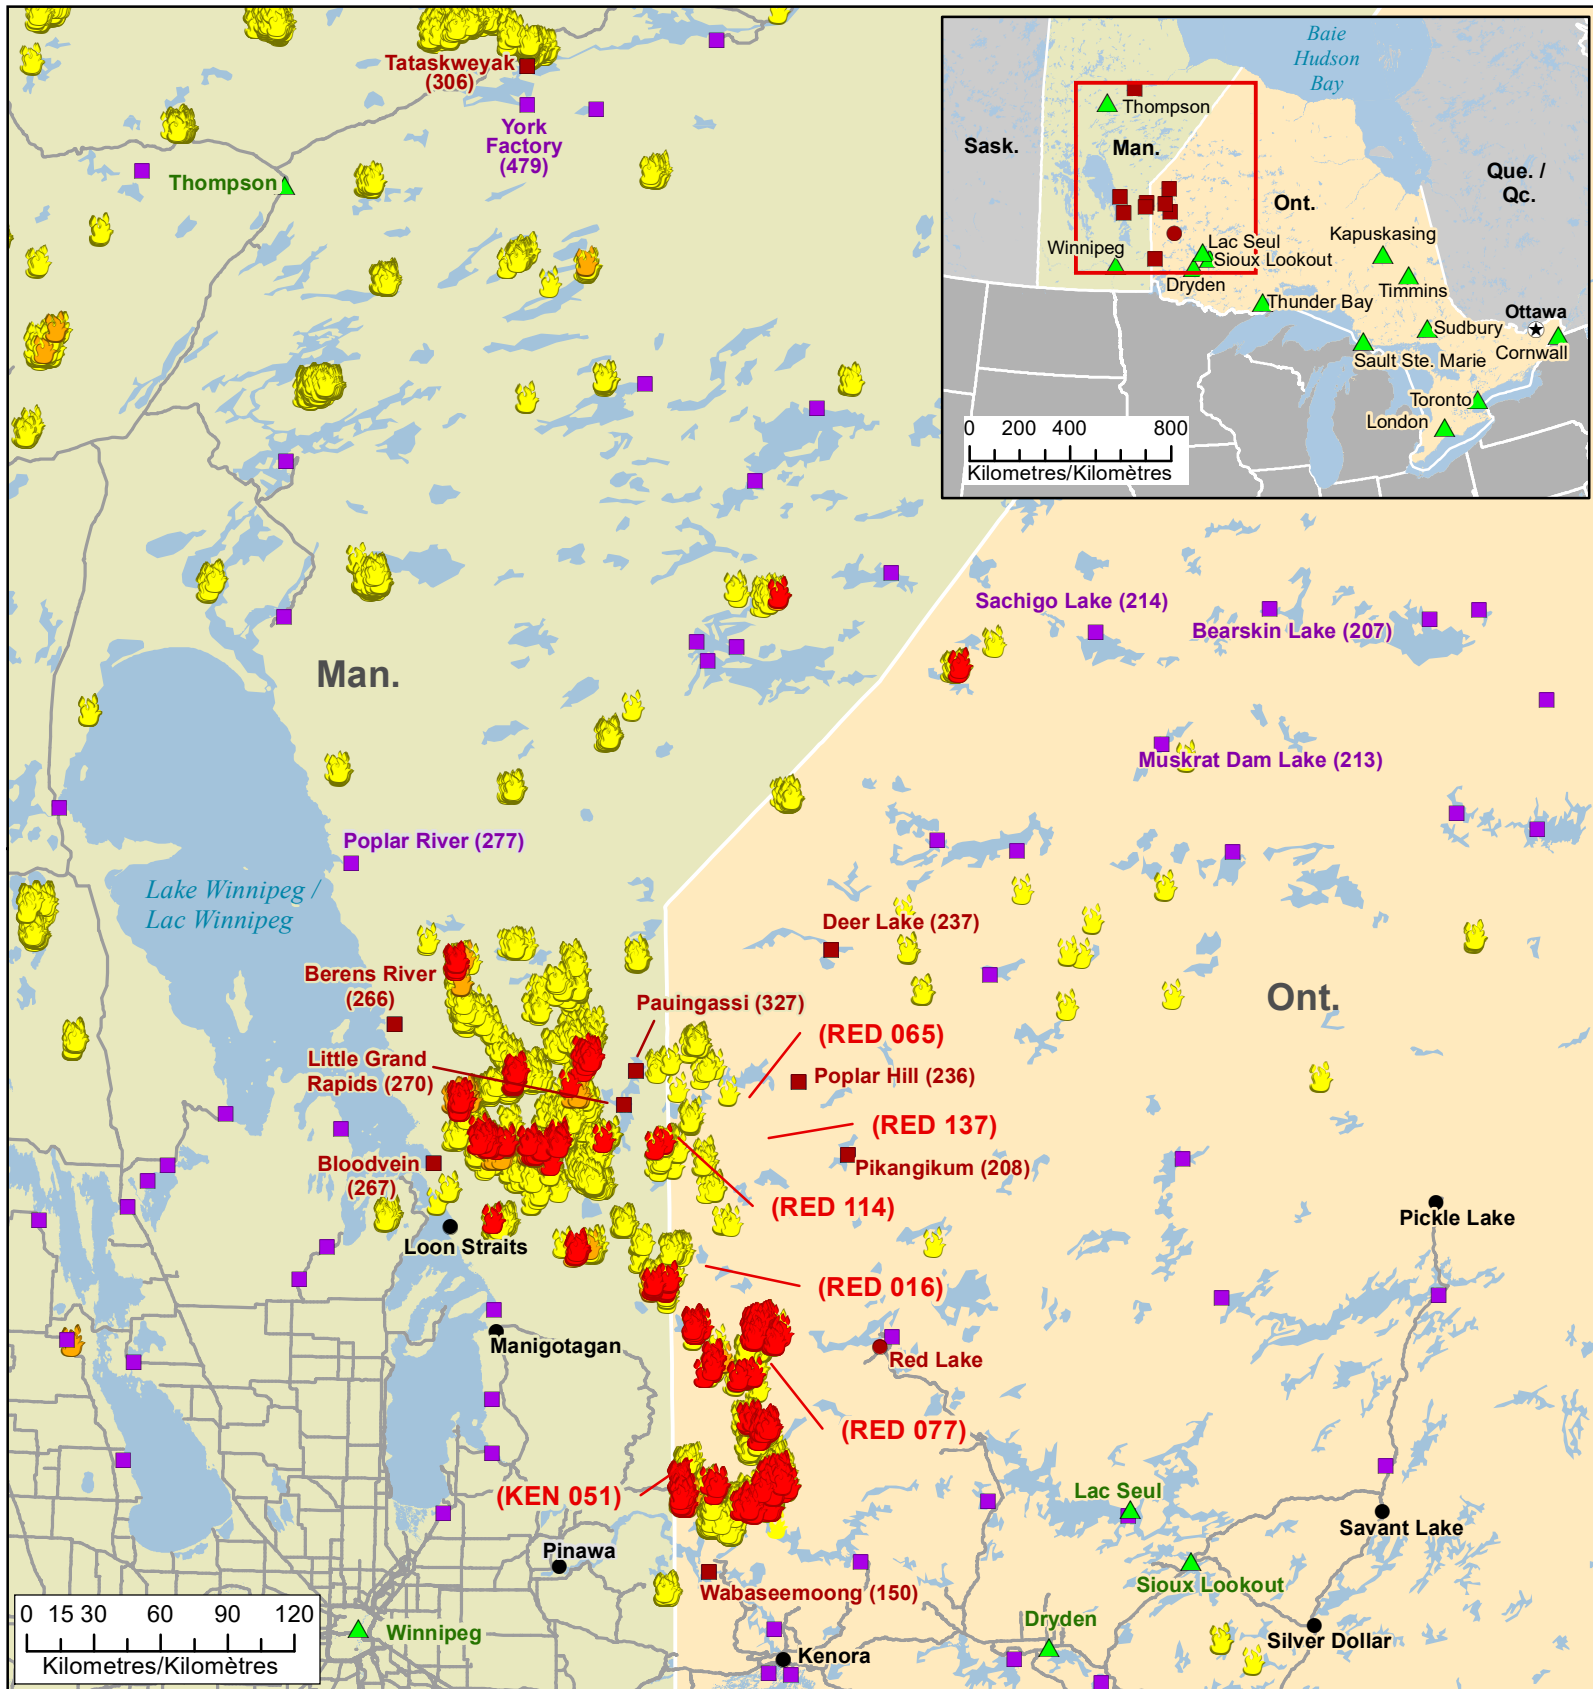 Tataskweyak
(306)
York
Factory
(479)
Thompson
Baie
Hudson
Bay
Thompson
Sask.
Man.
Que. /
Qc.
Ont.
Winnipeg
Lac Seul
Sioux Lookout
Kapuskasing
Dryden
Timmins
Thunder Bay
Ottawa
Sudbury
Sault Ste. Marie
Cornwall
Toronto
London
0 200 400 800
Kilometres/Kilomètres
Sachigo Lake (214)
Bearskin Lake (207)
Man.
Muskrat Dam Lake (213)
Poplar River (277)
Lake Winnipeg /
Lac Winnipeg
Deer Lake (237)
Berens River
(266)
Pauingassi (327)
Ont.
(RED 065)
Little Grand
Rapids (270)
Poplar Hill (236)
(RED 137)
Bloodvein
(267)
Pikangikum (208)
(RED 114)
Pickle Lake
Loon Straits
(RED 016)
Manigotagan
Red Lake
(RED 077)
(KEN 051)
Lac Seul
Savant Lake
Pinawa
Wabaseemoong (150)
Sioux Lookout
Dryden
Silver Dollar
Winnipeg
Kenora
0 15 30 60 90 120
Kilometres/Kilomètres